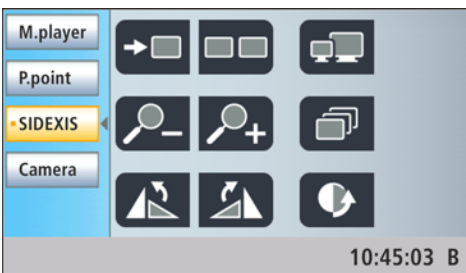 M.player
P.point
SIDEXIS
Camera
10:45:03 B